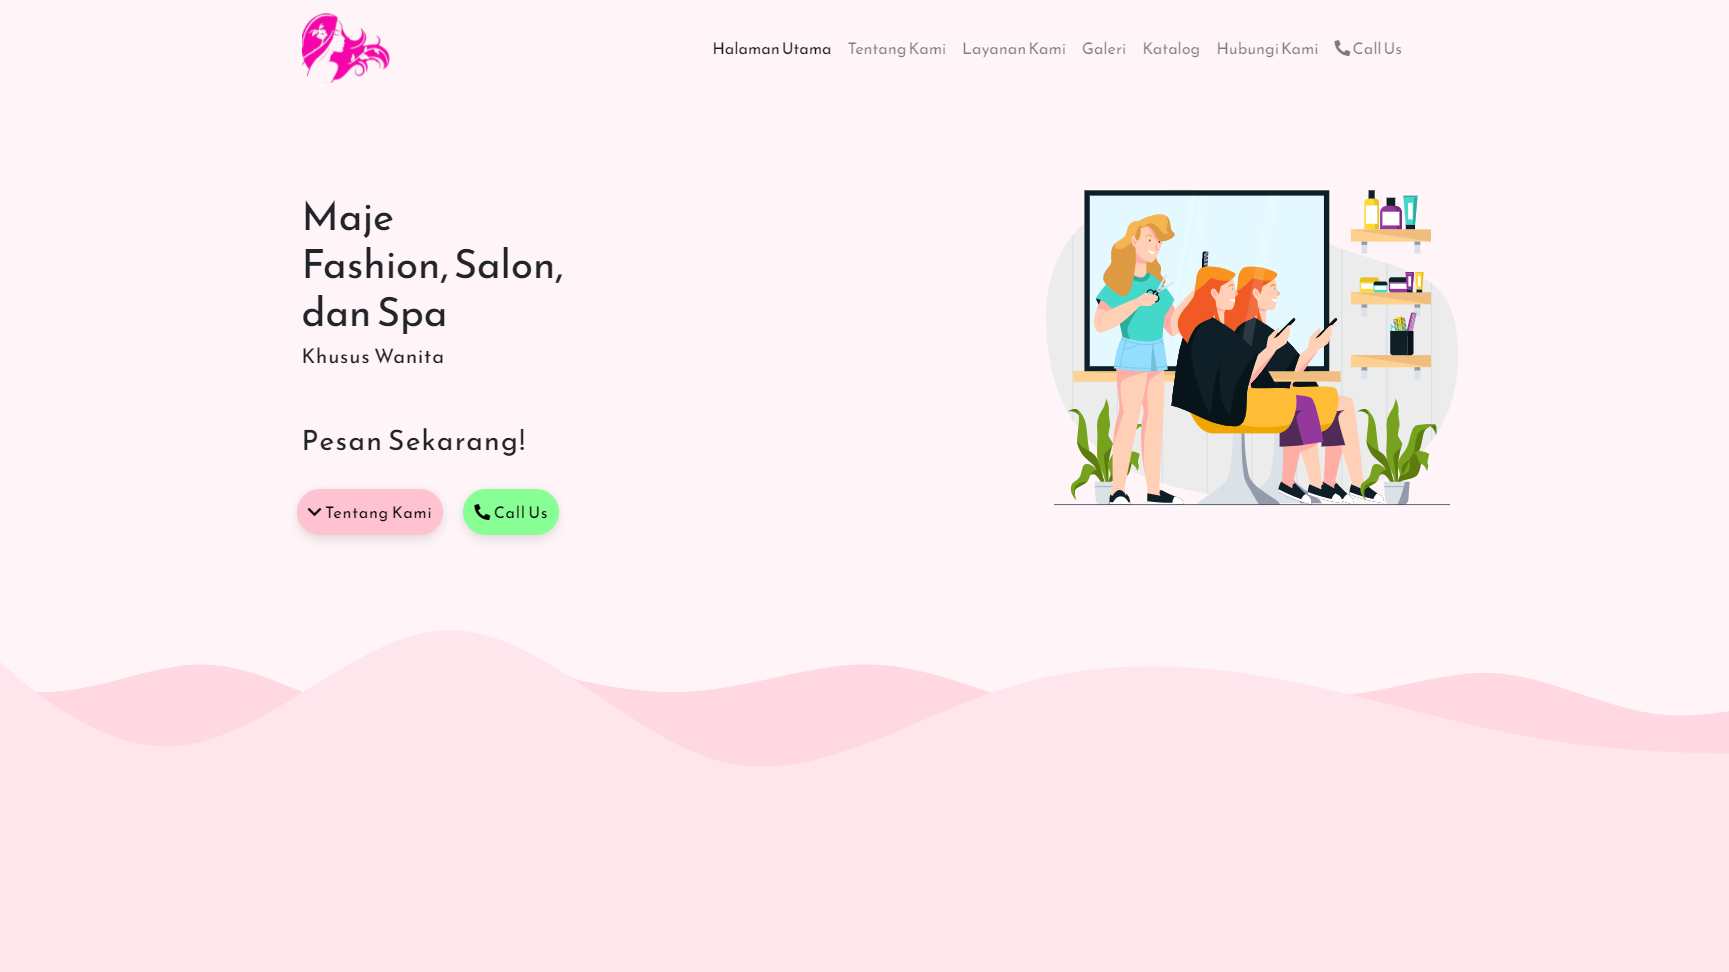 Halaman Utama
Tentang Kami
Layanan Kami
Galeri
Katalog
Hubungi Kami
Call Us
Maje
Fashion, Salon,
dan Spa
Khusus Wanita
Pesan Sekarang!
Tentang Kami
Call Us